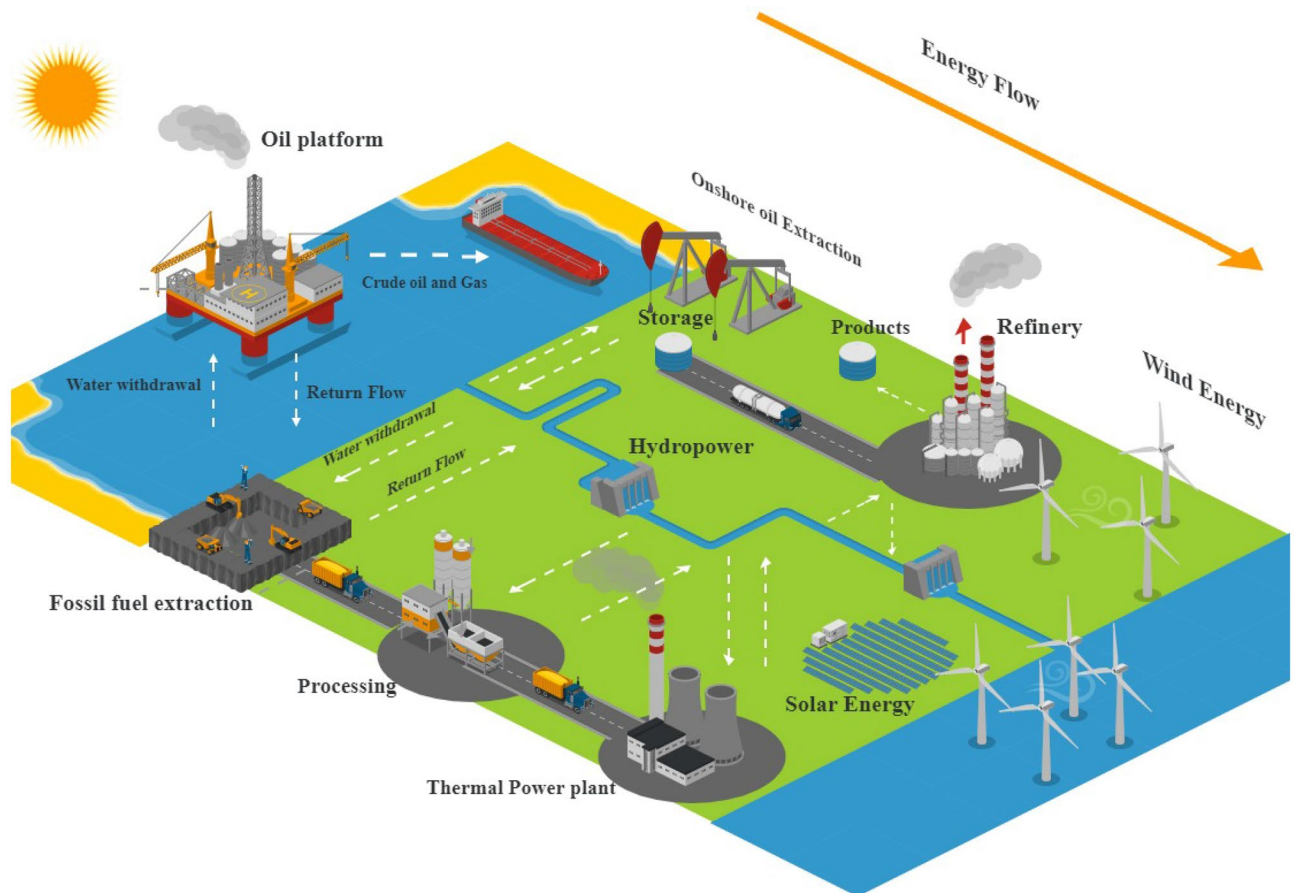 Energy Flow
Oil platform
Onshore oil Extraction
Crude oil and Gas
H
Storage
Products
Refinery
Wind Energy
Water withdrawal
Return Flow
Water withdrawal
Return Flow
Hydropower
Fossil fuel extraction
Processing
Solar Energy
Thermal Power plant